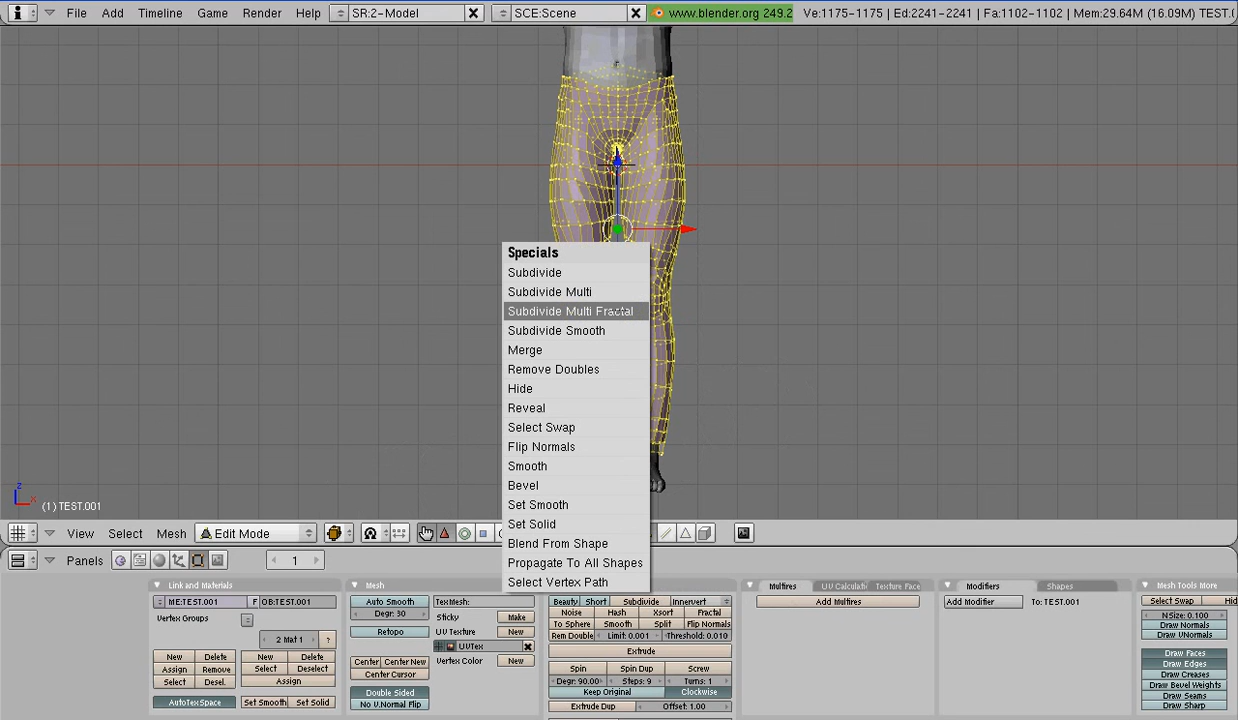 File Add Timeline Game Render Help SR:2-Model SCE:Scene www.blender.org 249.2 Ve:1175-1175 | Ed:2241-2241 | Fa:1102-1102 | Mem:29.64M (16.09M) TEST.0
Specials
Subdivide
Subdivide Multi
Subdivide Multi Fractal
Subdivide Smooth
Merge
Remove Doubles
Hide
Reveal
Select Swap
Flip Normals
Smooth
Bevel
Set Smooth
Set Solid
Blend From Shape
Propagate To All Shapes
Select Vertex Path
z
x
(1) TEST.001
View Select Mesh Edit Mode
Panels 1
Link and Materials
ME:TEST.001 F OB:TEST.001
Vertex Groups
2 Mat 1 ?
New Delete New Delete
Assign Remove Select Deselect
Select Desel. Assign
AutoTexSpace Set Smooth Set Solid
Mesh
Auto Smooth TexMesh:
Degr: 30 Sticky Make
Retopo UV Texture New
UVTex
Center Center New Vertex Color New
Center Cursor
Double Sided
No V.Normal Flip
Beauty Short Subdivide Innervert
Noise Hash Xsort Fractal
To Sphere Smooth Split Flip Normals
Rem Double Limit: 0.001 Threshold: 0.010
Extrude
Spin Spin Dup Screw
Degr: 90.00 Steps: 9 Turns: 1
Keep Original Clockwise
Extrude Dup Offset: 1.00
Multires UV Calculati Texture Face
Add Multires
Modifiers Shapes
Add Modifier To: TEST.001
Mesh Tools More
Select Swap Hid
NSize: 0.100
Draw Normals
Draw VNormals
Draw Faces
Draw Edges
Draw Creases
Draw Bevel Weights
Draw Seams
Draw Sharp